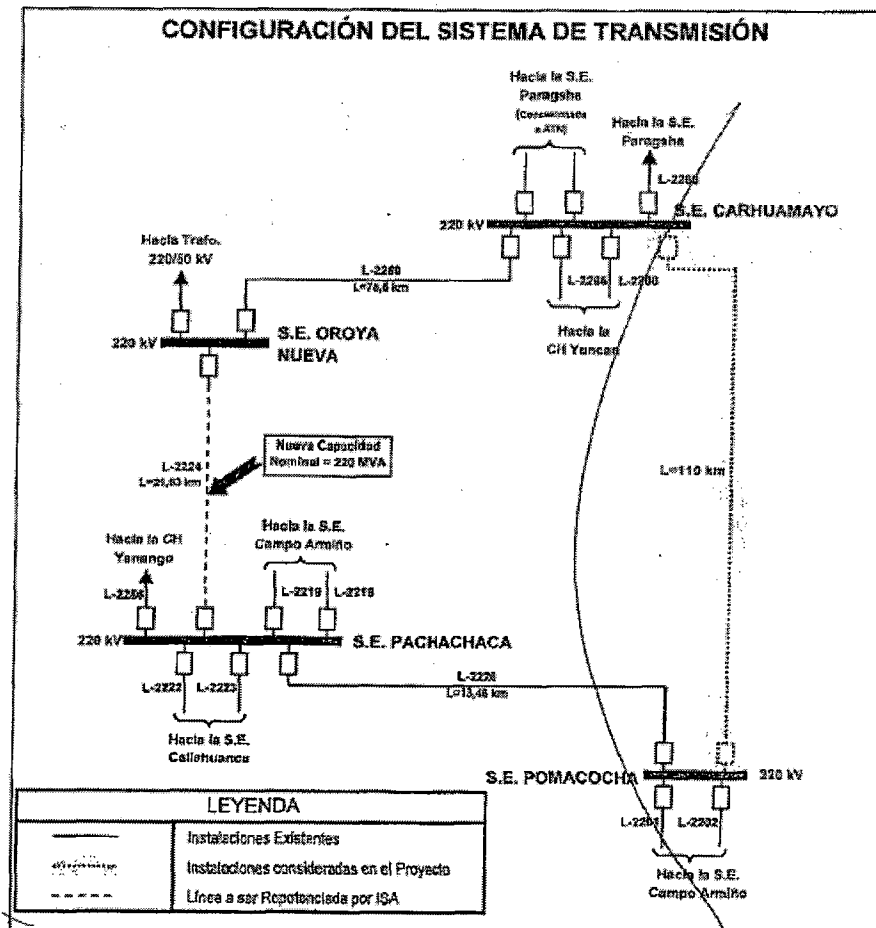 CONFIGURACIÓN DEL SISTEMA DE TRANSMISIÓN
Hacia la S.E.
Paragsha
Hacia la S.E.
Paragsha
220 kV
S.E. CARHUAMAYO
Hacia Trafo.
220/50 kV
L-2260
Hacia la
CH Yuncan
220 kV
S.E. OROYA
NUEVA
Nueva Capacidad
Nominal = 220 MVA
L-2224
L=110 km
Hacia la CH
Yanango
Hacia la S.E.
Campo Armiño
L-2219
L-2218
220 kV
S.E. PACHACHACA
L-2222
L-2223
L-2226
Hacia la S.E.
Callahuanca
S.E. POMACOCHA
220 kV
L-2201
L-2202
Hacia la S.E.
Campo Armiño
LEYENDA
Instalaciones Existentes
Instalaciones consideradas en el Proyecto
Línea a ser Repotenciada por ISA